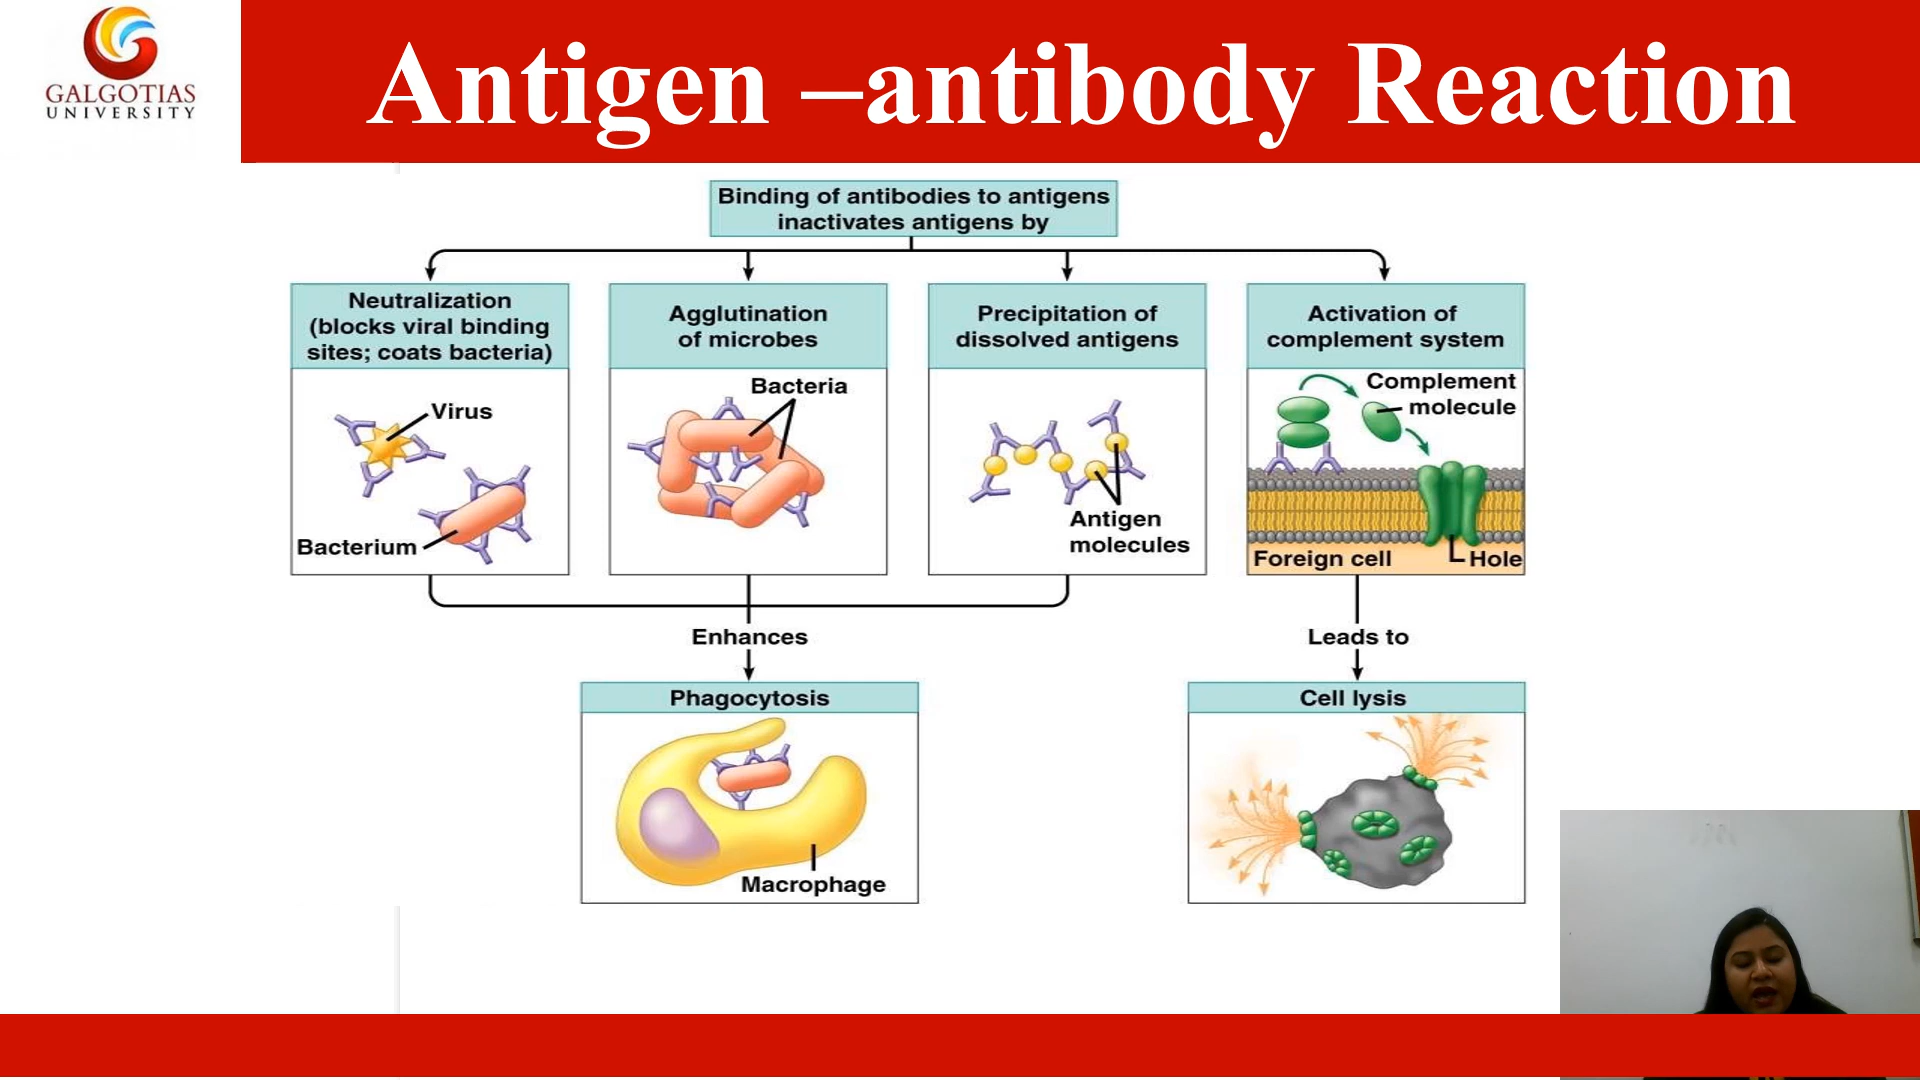 GALGOTIAS
UNIVERSITY
Antigen –antibody Reaction
Binding of antibodies to antigens
inactivates antigens by
Neutralization
(blocks viral binding
sites; coats bacteria)
Virus
Bacterium
Agglutination
of microbes
Bacteria
Precipitation of
dissolved antigens
Antigen
molecules
Activation of
complement system
Complement
molecule
Foreign cell
Hole
Enhances
Leads to
Phagocytosis
Macrophage
Cell lysis